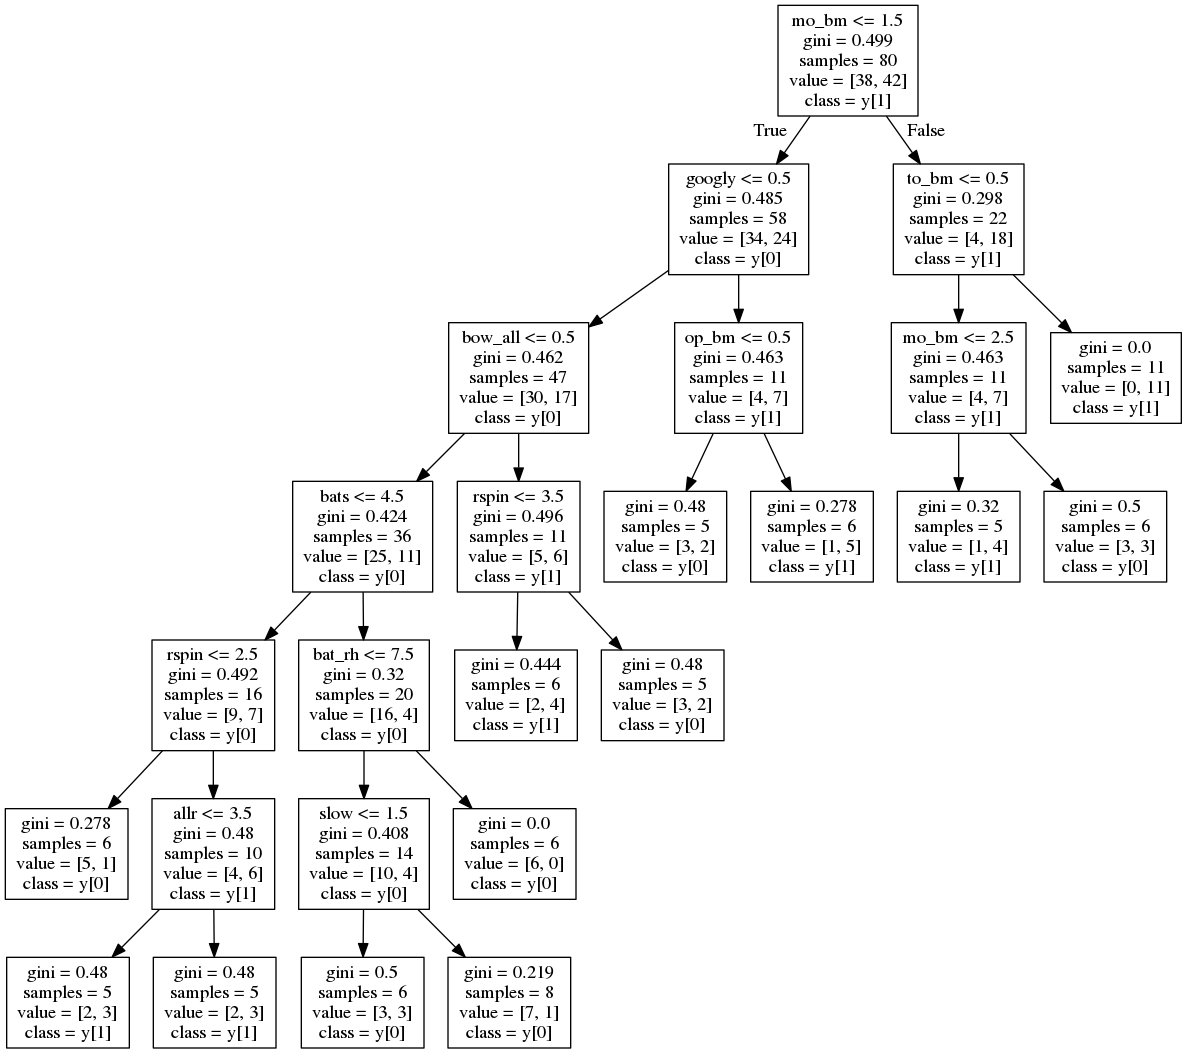 mo_bm <= 1.5
gini = 0.499
samples = 80
value = [38, 42]
class = y[1]
True
False
googly <= 0.5
gini = 0.485
samples = 58
value = [34, 24]
class = y[0]
to_bm <= 0.5
gini = 0.298
samples = 22
value = [4, 18]
class = y[1]
bow_all <= 0.5
gini = 0.462
samples = 47
value = [30, 17]
class = y[0]
op_bm <= 0.5
gini = 0.463
samples = 11
value = [4, 7]
class = y[1]
mo_bm <= 2.5
gini = 0.463
samples = 11
value = [4, 7]
class = y[1]
gini = 0.0
samples = 11
value = [0, 11]
class = y[1]
bats <= 4.5
gini = 0.424
samples = 36
value = [25, 11]
class = y[0]
rspin <= 3.5
gini = 0.496
samples = 11
value = [5, 6]
class = y[1]
gini = 0.48
samples = 5
value = [3, 2]
class = y[0]
gini = 0.278
samples = 6
value = [1, 5]
class = y[1]
gini = 0.32
samples = 5
value = [1, 4]
class = y[1]
gini = 0.5
samples = 6
value = [3, 3]
class = y[0]
rspin <= 2.5
gini = 0.492
samples = 16
value = [9, 7]
class = y[0]
bat_rh <= 7.5
gini = 0.32
samples = 20
value = [16, 4]
class = y[0]
gini = 0.444
samples = 6
value = [2, 4]
class = y[1]
gini = 0.48
samples = 5
value = [3, 2]
class = y[0]
gini = 0.278
samples = 6
value = [5, 1]
class = y[0]
allr <= 3.5
gini = 0.48
samples = 10
value = [4, 6]
class = y[1]
slow <= 1.5
gini = 0.408
samples = 14
value = [10, 4]
class = y[0]
gini = 0.0
samples = 6
value = [6, 0]
class = y[0]
gini = 0.48
samples = 5
value = [2, 3]
class = y[1]
gini = 0.48
samples = 5
value = [2, 3]
class = y[1]
gini = 0.5
samples = 6
value = [3, 3]
class = y[0]
gini = 0.219
samples = 8
value = [7, 1]
class = y[0]